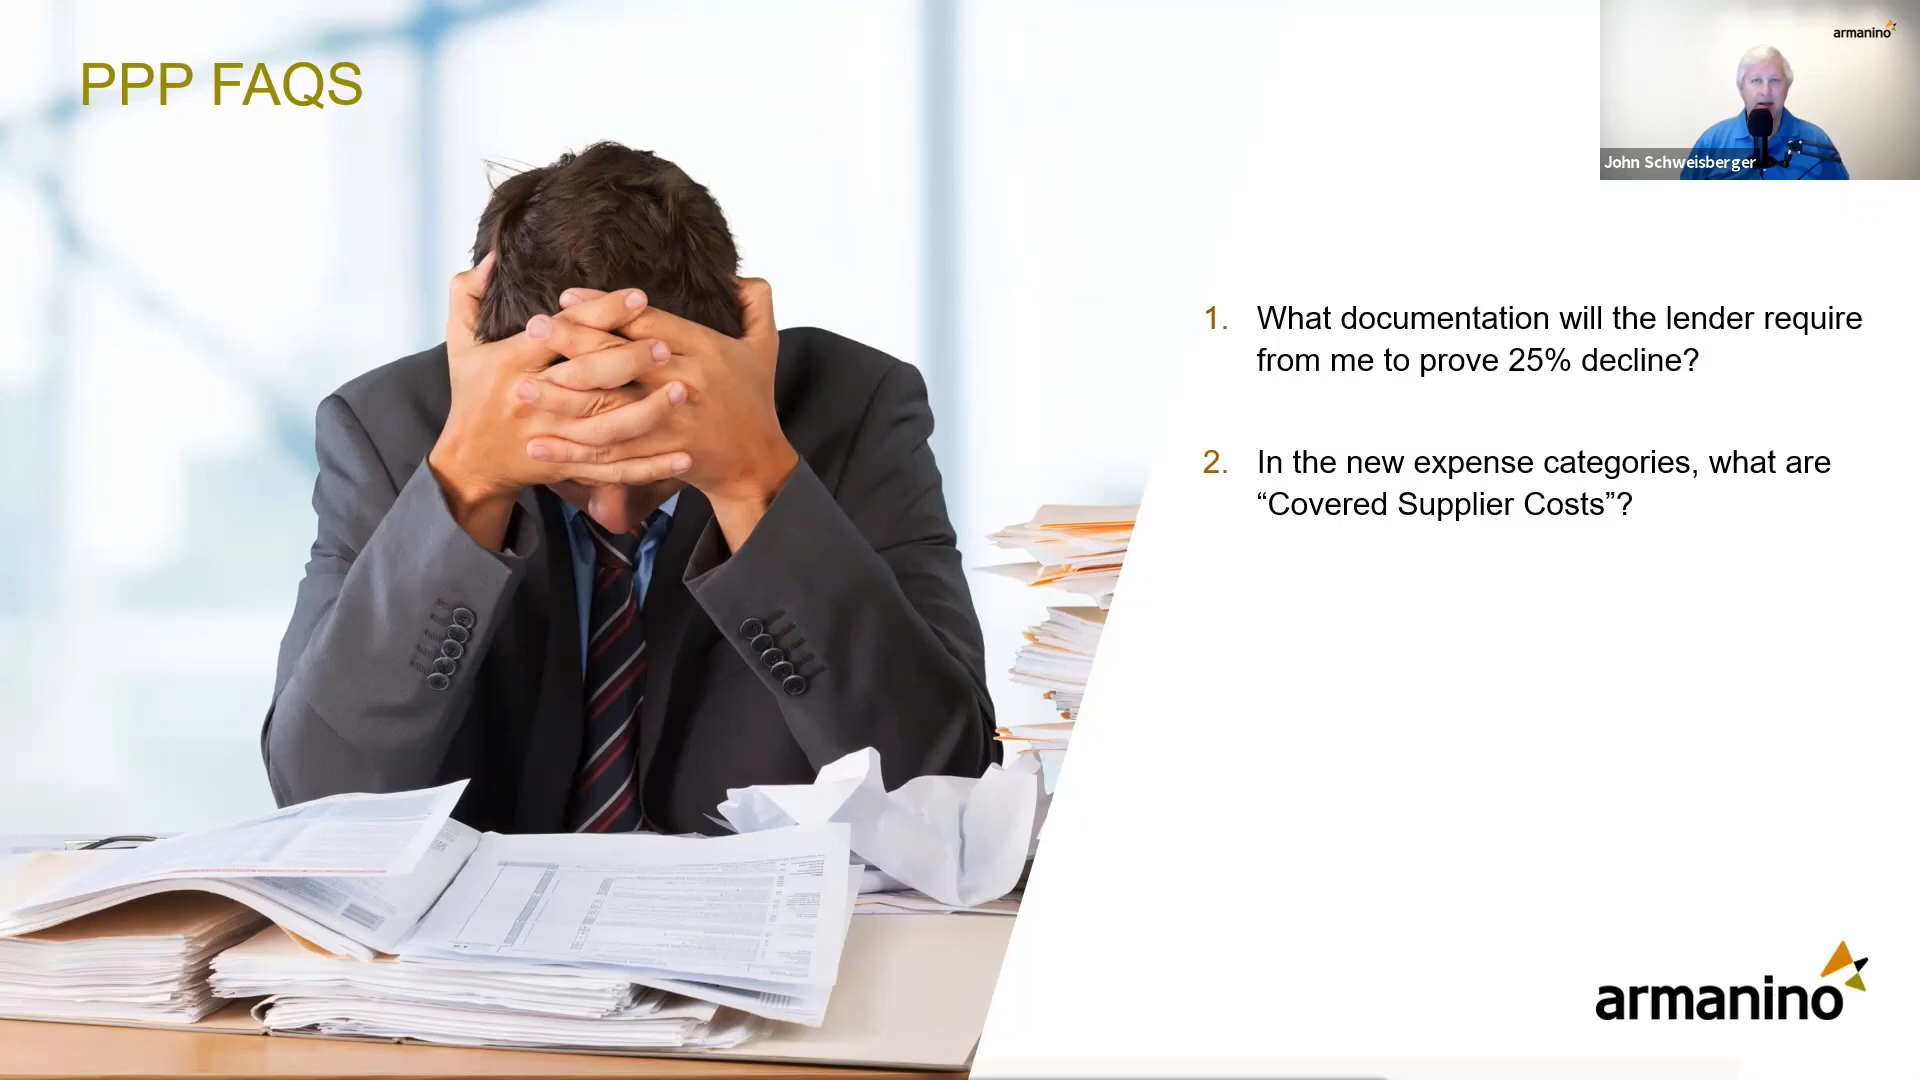 PPP FAQS
armanino
John Schweisberger
1. What documentation will the lender require
from me to prove 25% decline?
2. In the new expense categories, what are
“Covered Supplier Costs”?
armanino